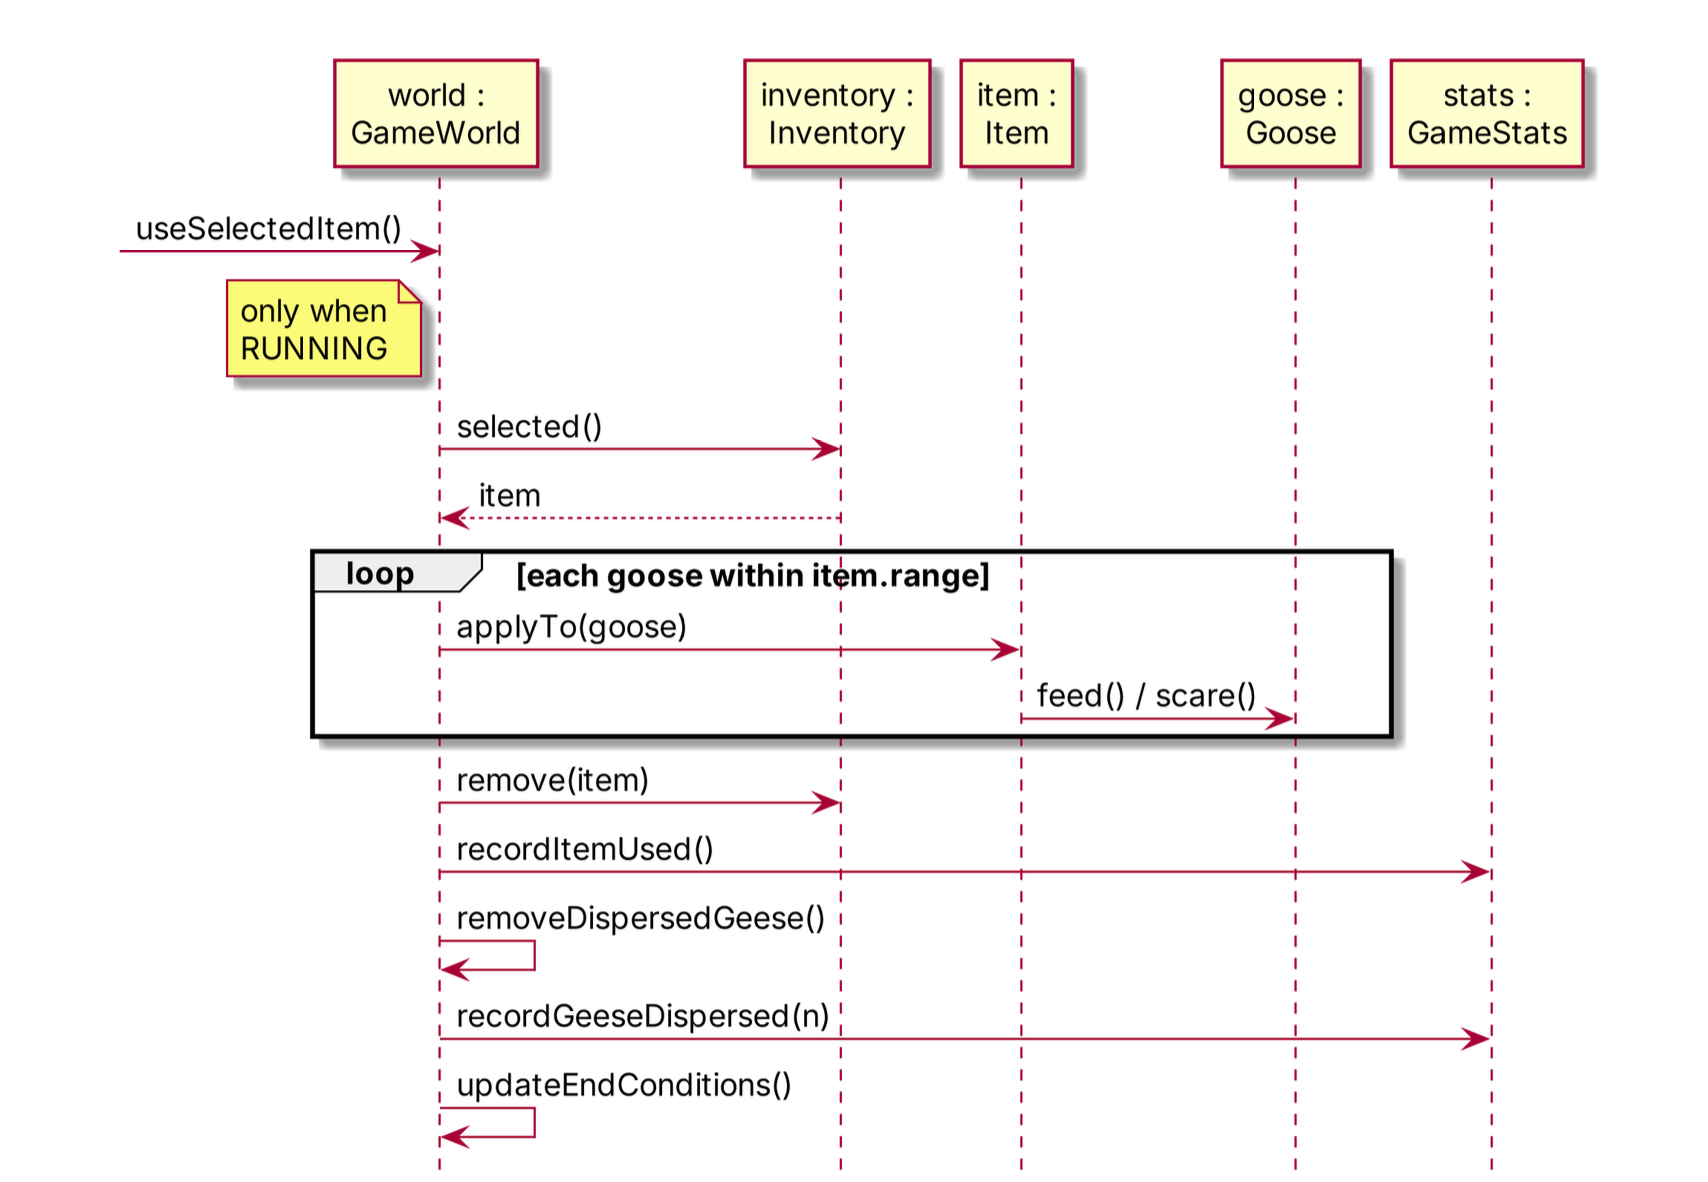 world :
GameWorld
inventory :
Inventory
item :
Item
goose :
Goose
stats :
GameStats
useSelectedItem()
only when
RUNNING
selected()
item
loop
[each goose within item.range]
applyTo(goose)
feed() / scare()
remove(item)
recordItemUsed()
removeDispersedGeese()
recordGeeseDispersed(n)
updateEndConditions()